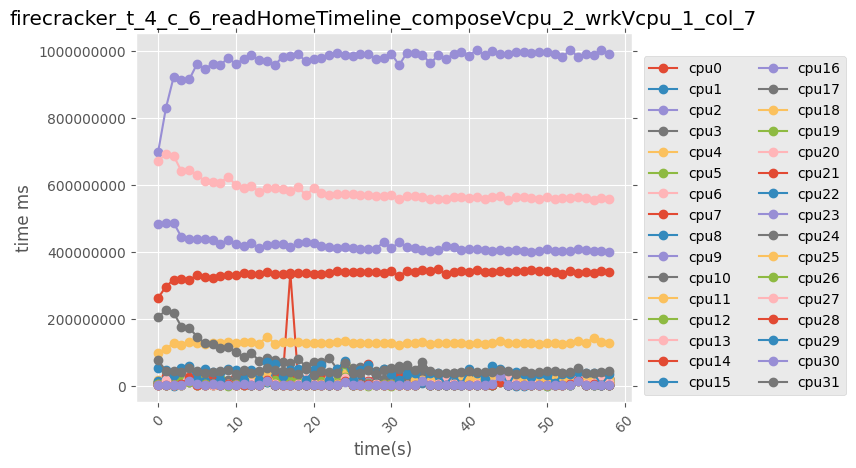 firecracker_t_4_c_6_readHomeTimeline_composeVcpu_2_wrkVcpu_1_col_7
1000000000
800000000
600000000
400000000
200000000
0
time ms
0 10 20 30 40 50 60
time(s)
cpu0 cpu16
cpu1 cpu17
cpu2 cpu18
cpu3 cpu19
cpu4 cpu20
cpu5 cpu21
cpu6 cpu22
cpu7 cpu23
cpu8 cpu24
cpu9 cpu25
cpu10 cpu26
cpu11 cpu27
cpu12 cpu28
cpu13 cpu29
cpu14 cpu30
cpu15 cpu31